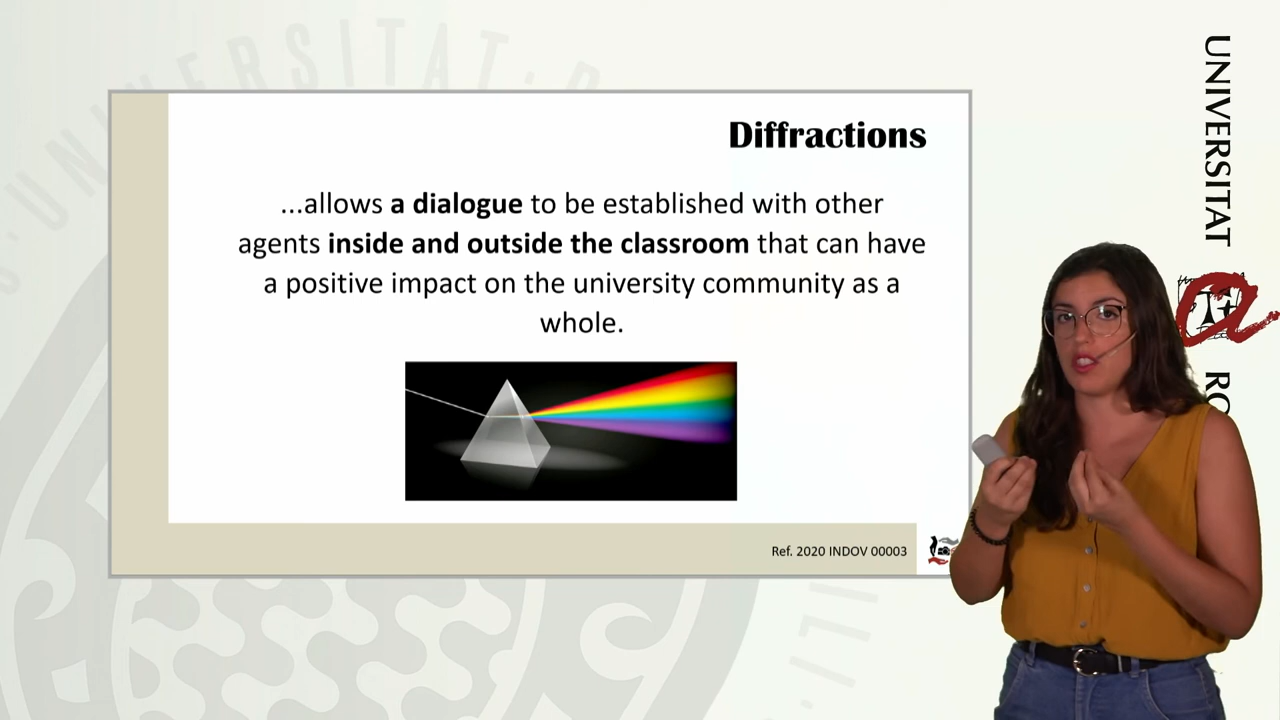 Diffractions
...allows a dialogue to be established with other
agents inside and outside the classroom that can have
a positive impact on the university community as a
whole.
Ref. 2020 INDOV 00003
UNIVERSITAT
RO